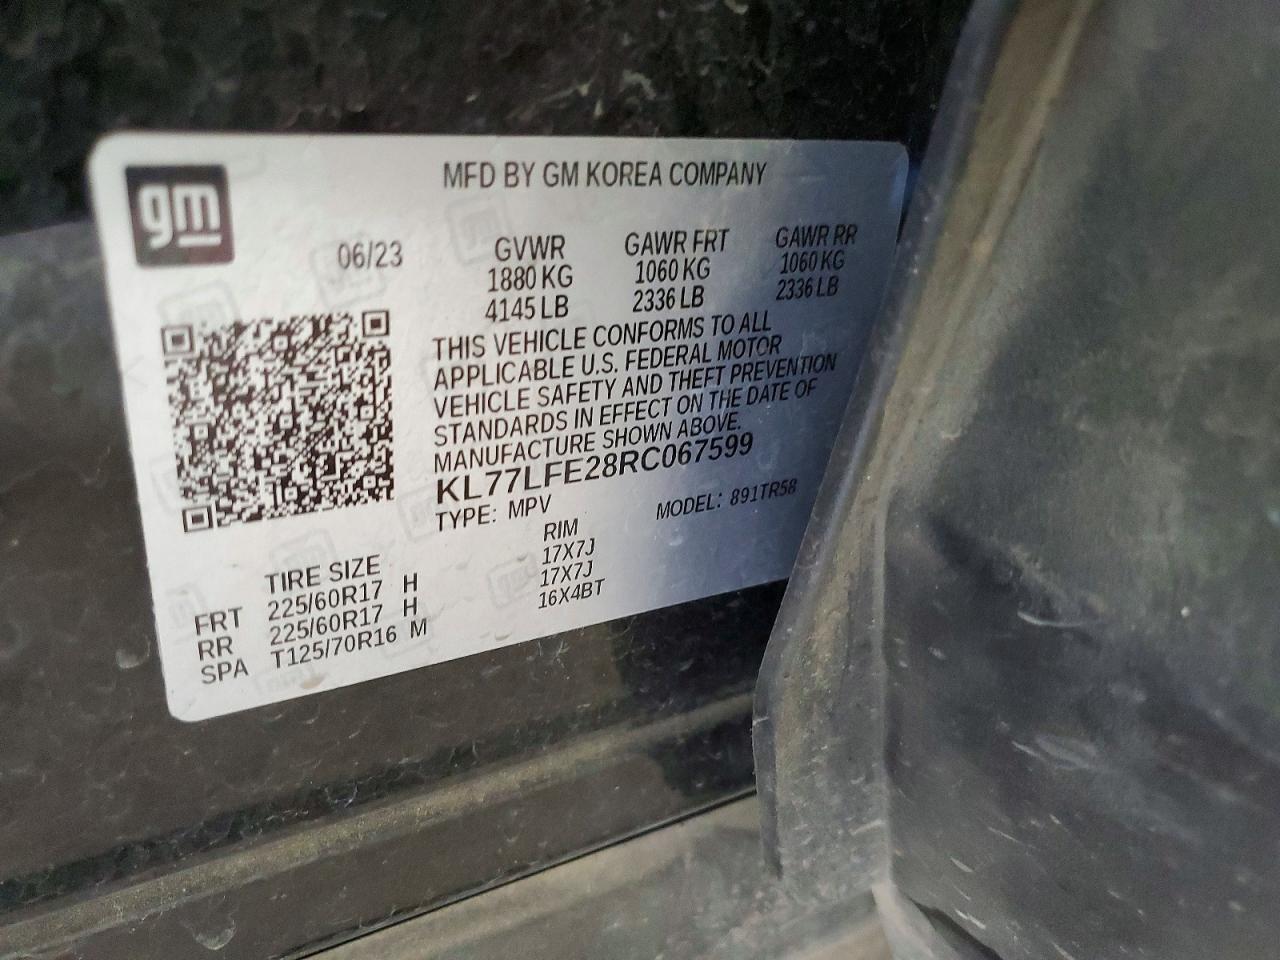 gm
MFD BY GM KOREA COMPANY
06/23 GVWR GAWR FRT GAWR RR
1880 KG 1060 KG 1060 KG
4145 LB 2336 LB 2336 LB
THIS VEHICLE CONFORMS TO ALL
APPLICABLE U.S. FEDERAL MOTOR
VEHICLE SAFETY AND THEFT PREVENTION
STANDARDS IN EFFECT ON THE DATE OF
MANUFACTURE SHOWN ABOVE.
KL77LFE28RC067599
TYPE: MPV MODEL: 891TR58
TIRE SIZE RIM
FRT 225/60R17 H 17X7J
RR 225/60R17 H 17X7J
SPA T125/70R16 M 16X4BT